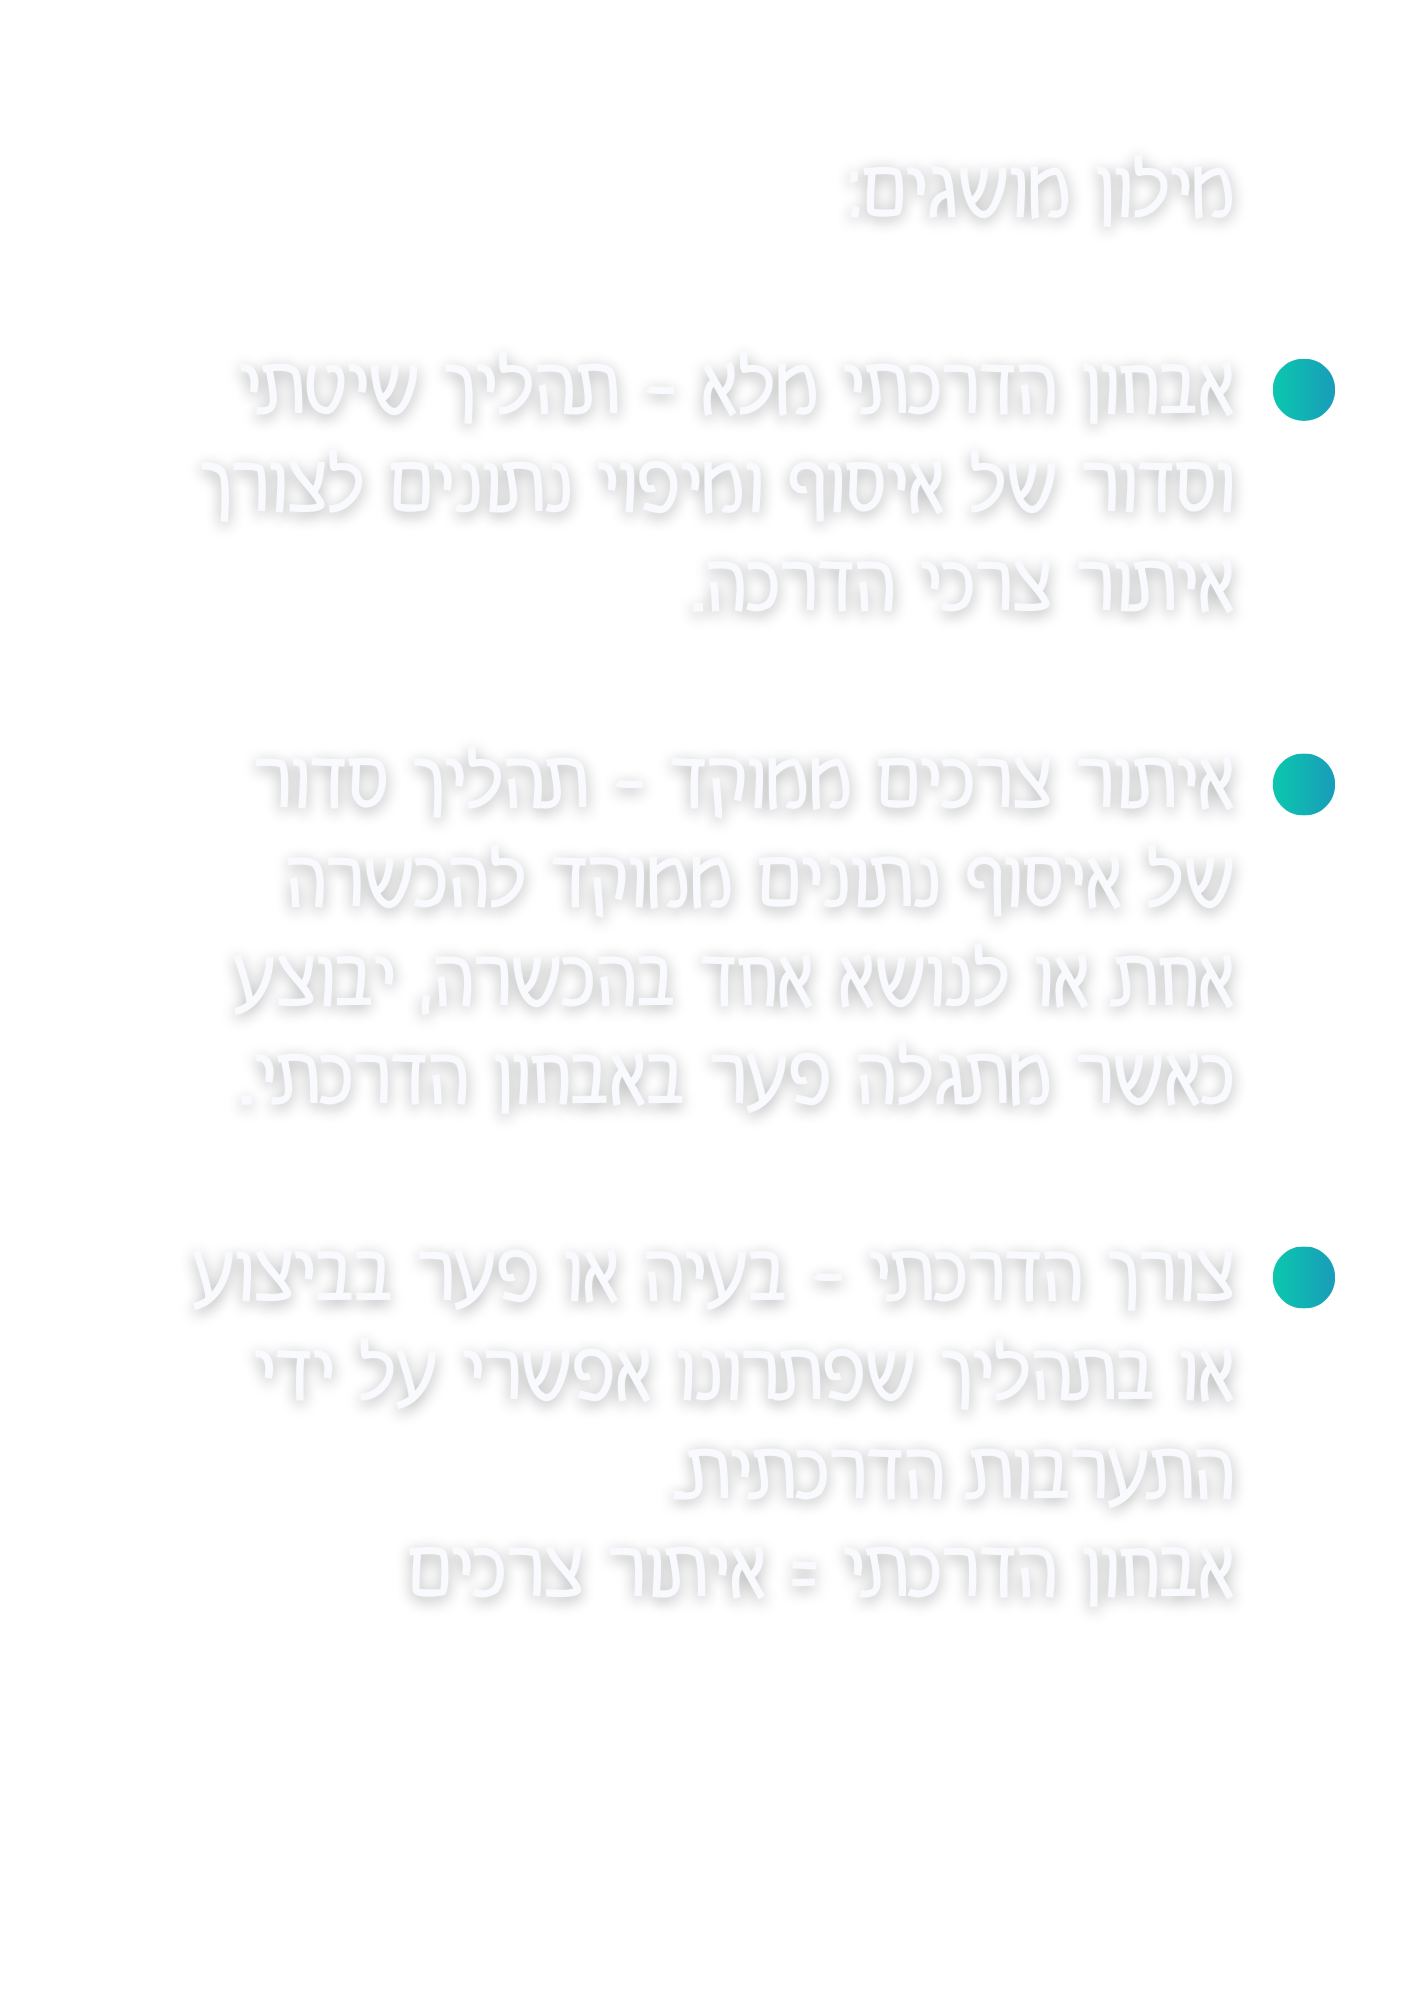 מילון מושגים:
אבחון הדרכתי מלא - תהליך שיטתי
וסדור של איסוף ומיפוי נתונים לצורך
איתור צרכי הדרכה.
איתור צרכים ממוקד - תהליך סדור
של איסוף נתונים ממוקד להכשרה
אחת או לנושא אחד בהכשרה, יבוצע
כאשר מתגלה פער באבחון הדרכתי.
צורך הדרכתי - בעיה או פער בביצוע
או בתהליך שפתרונו אפשרי על ידי
התערבות הדרכתית.
אבחון הדרכתי = איתור צרכים